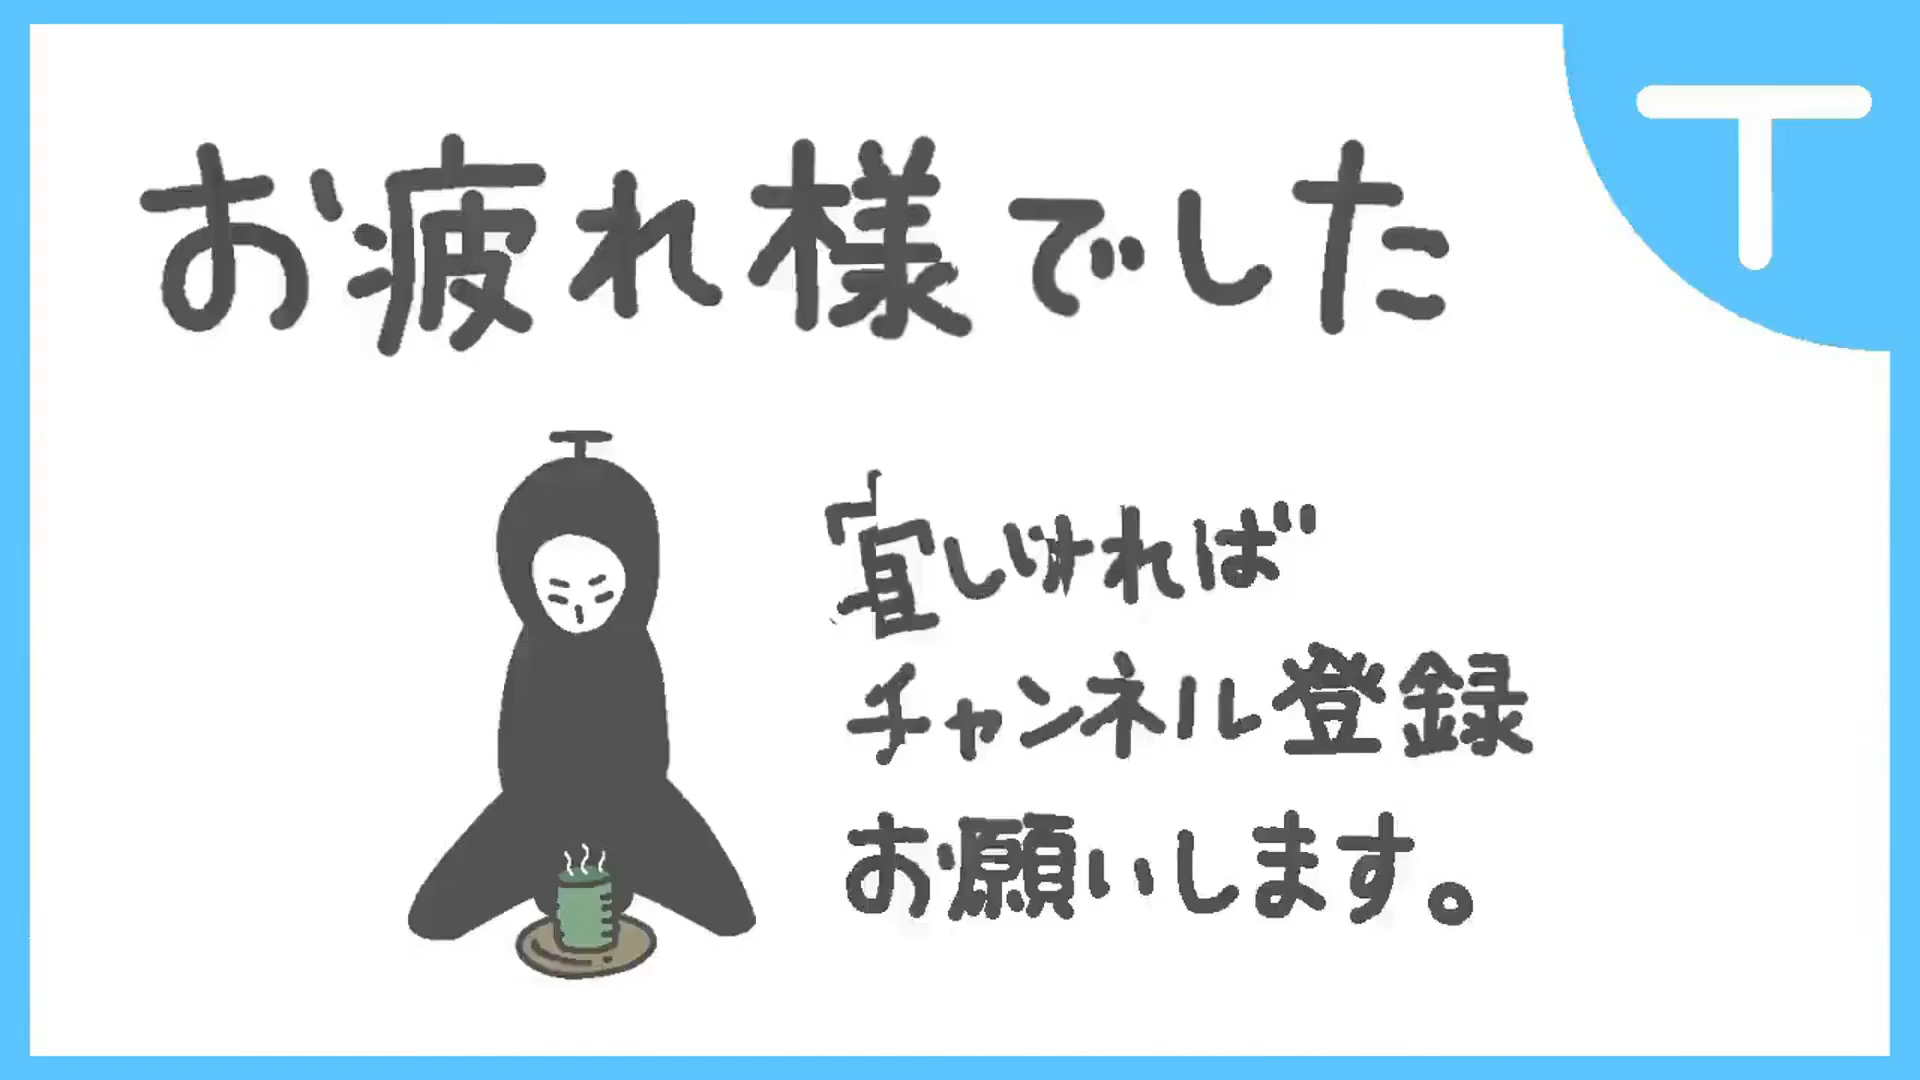 T
お疲れ様でした
宜しければ
チャンネル登録
お願いします。